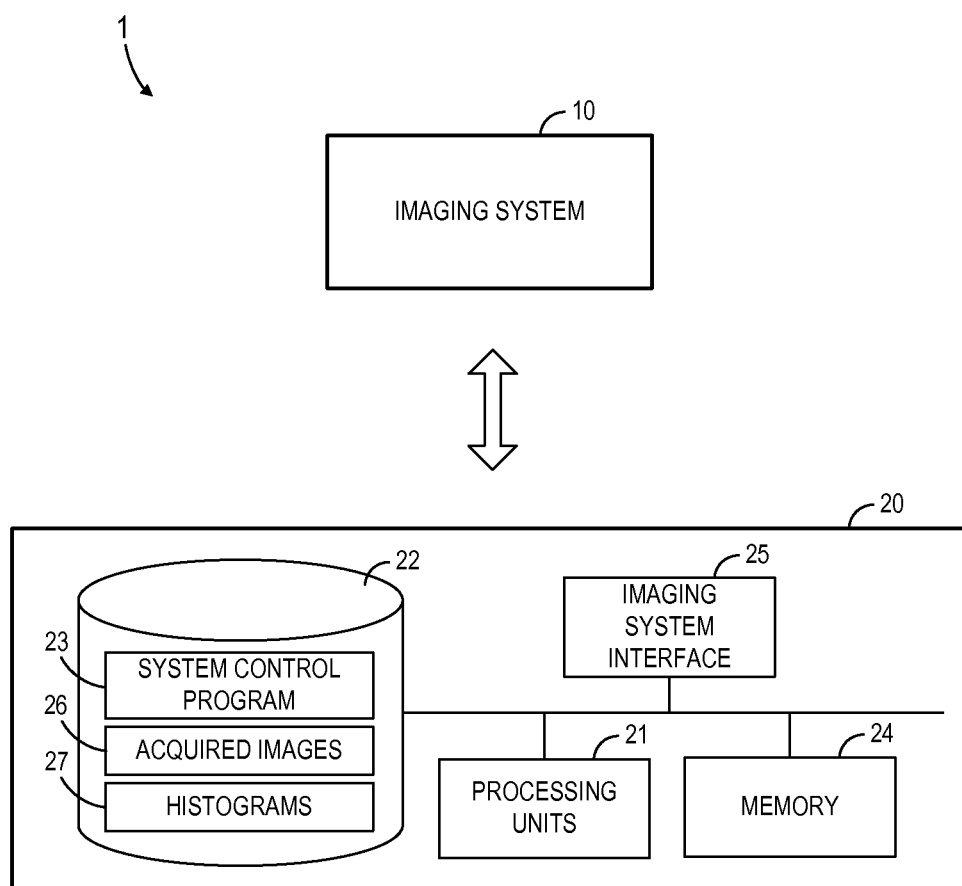 1
10
IMAGING SYSTEM
20
22
25
IMAGING
SYSTEM
INTERFACE
23
SYSTEM CONTROL
PROGRAM
26
ACQUIRED IMAGES
27
HISTOGRAMS
21
PROCESSING
UNITS
24
MEMORY